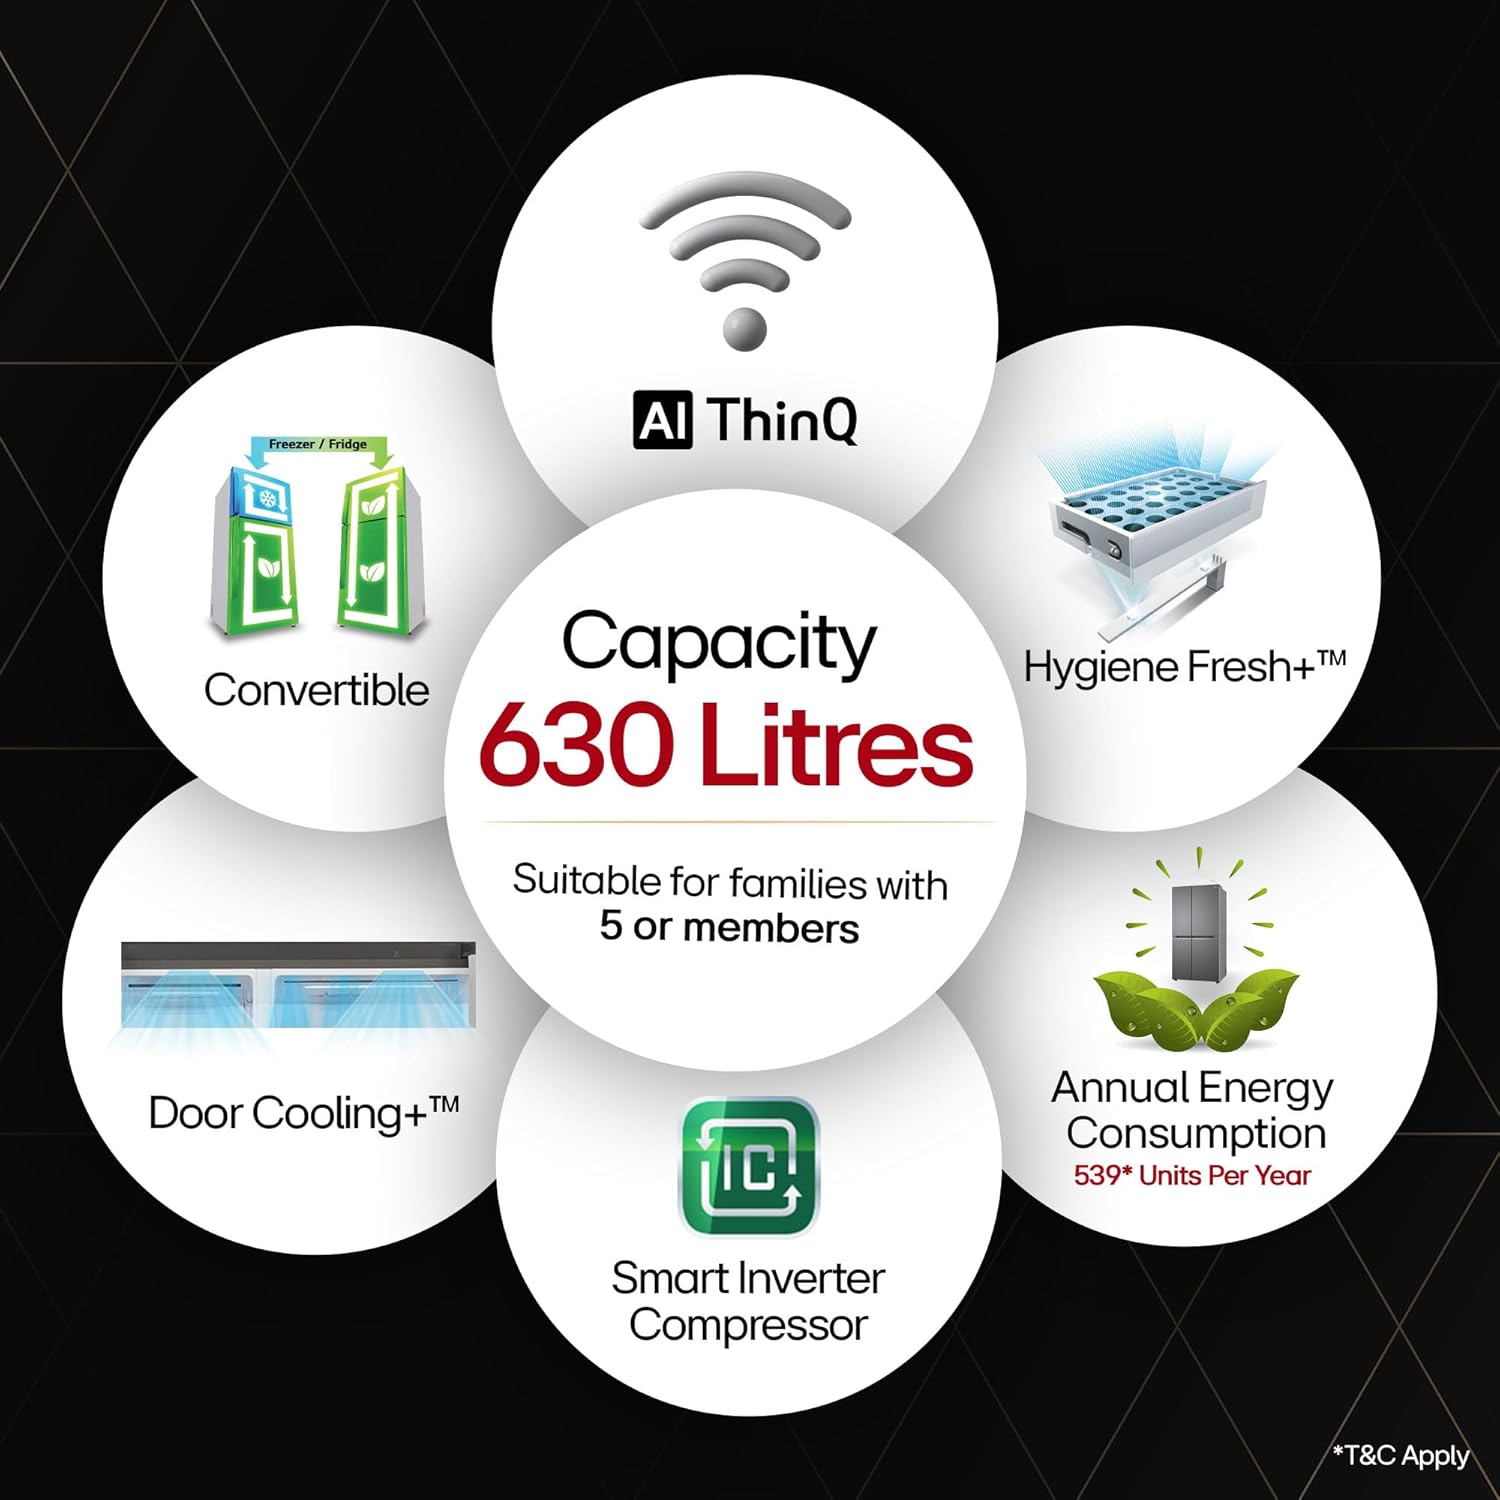 AI ThinQ
Freezer / Fridge
Convertible
Hygiene Fresh+™
Capacity
630 Litres
Suitable for families with
5 or members
Door Cooling+™
Annual Energy
Consumption
539* Units Per Year
IC
Smart Inverter
Compressor
*T&C Apply